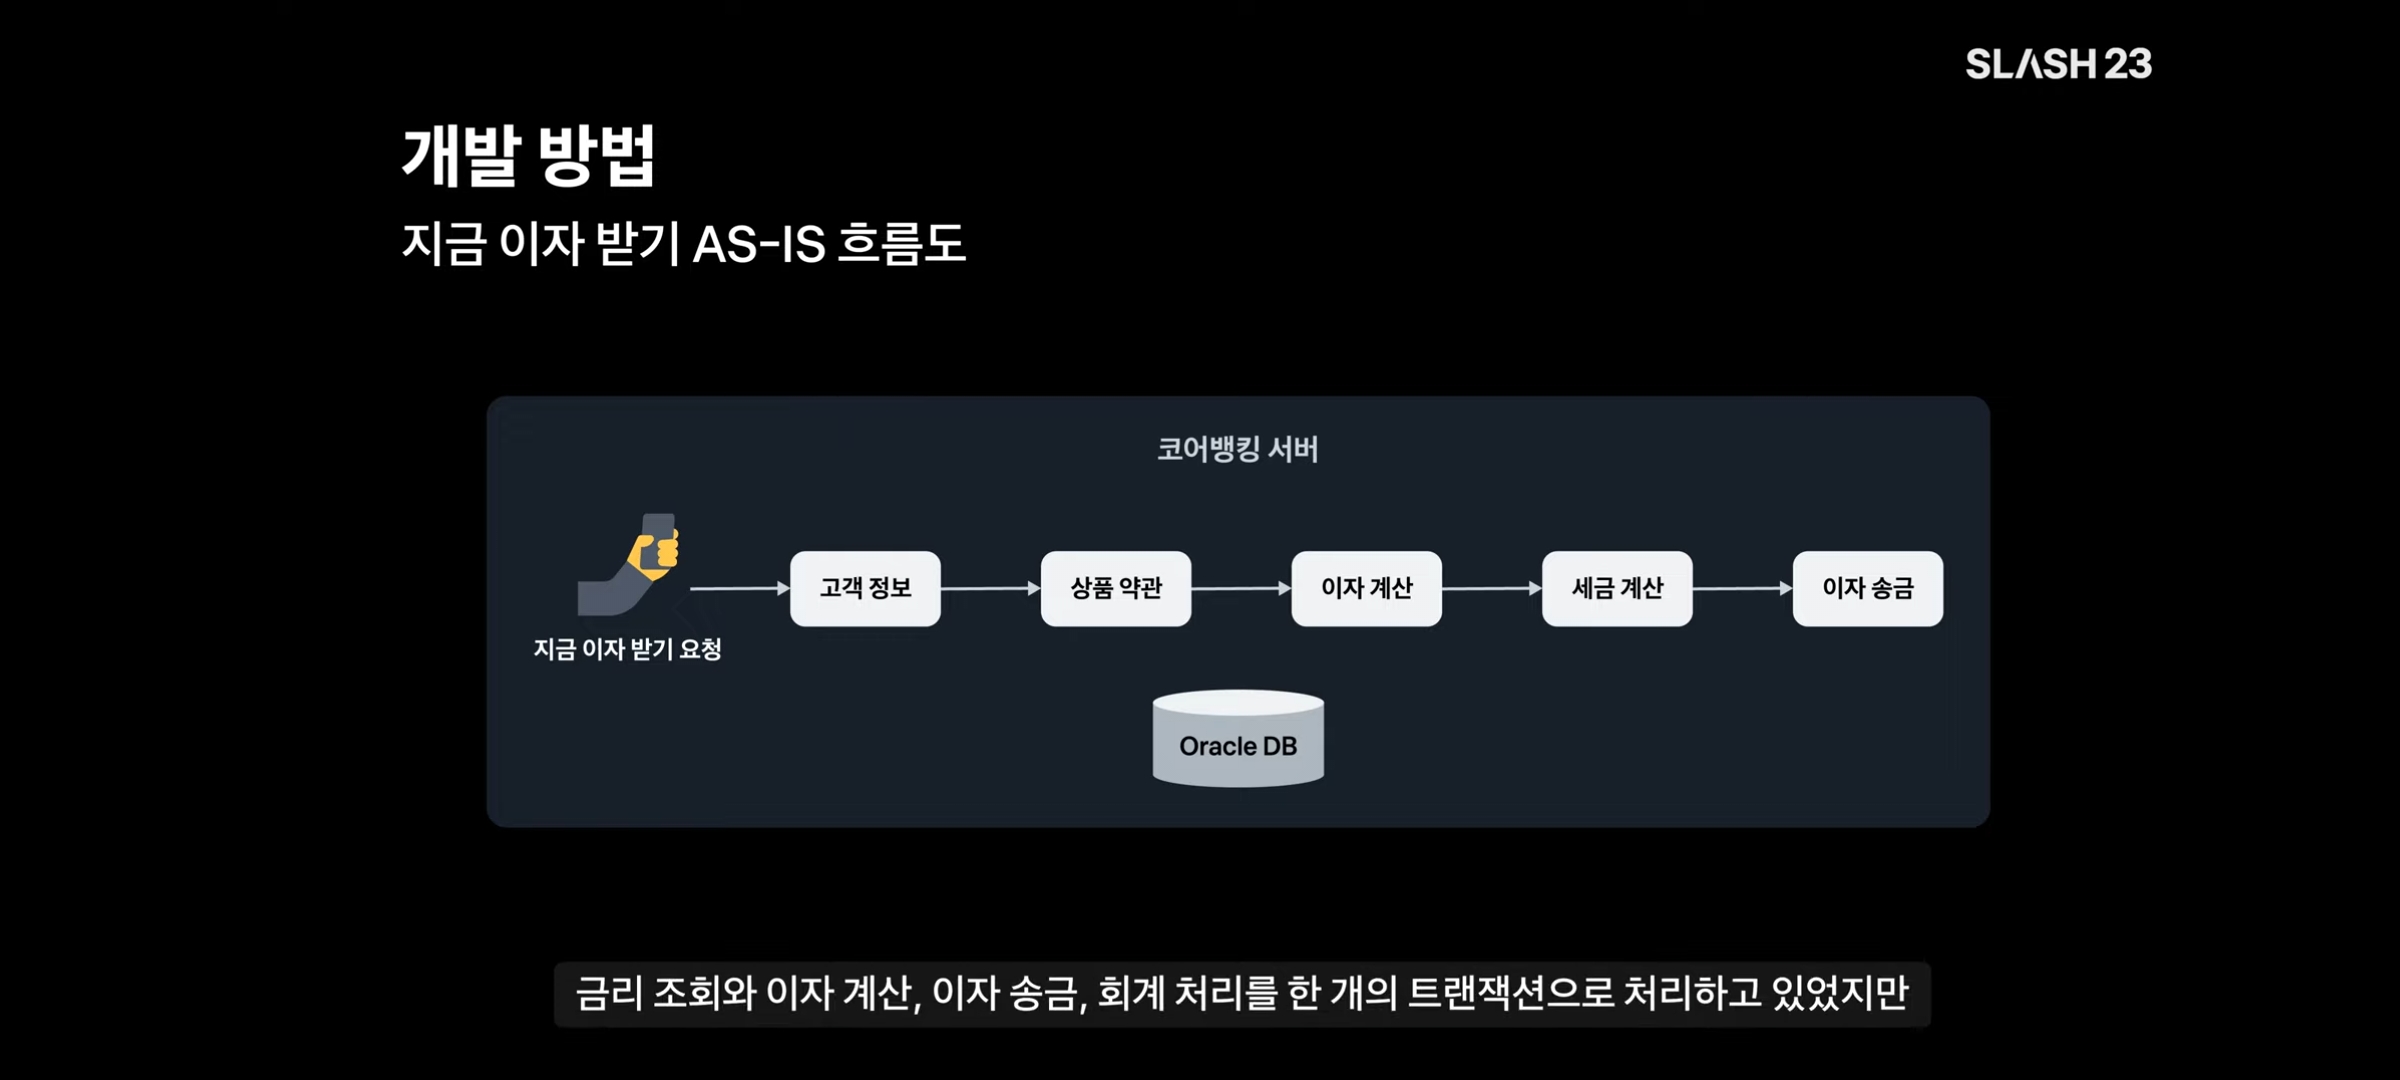 SLASH 23
개발 방법
지금 이자 받기 AS-IS 흐름도
코어뱅킹 서버
지금 이자 받기 요청
고객 정보
상품 약관
이자 계산
세금 계산
이자 송금
Oracle DB
금리 조회와 이자 계산, 이자 송금, 회계 처리를 한 개의 트랜잭션으로 처리하고 있었지만